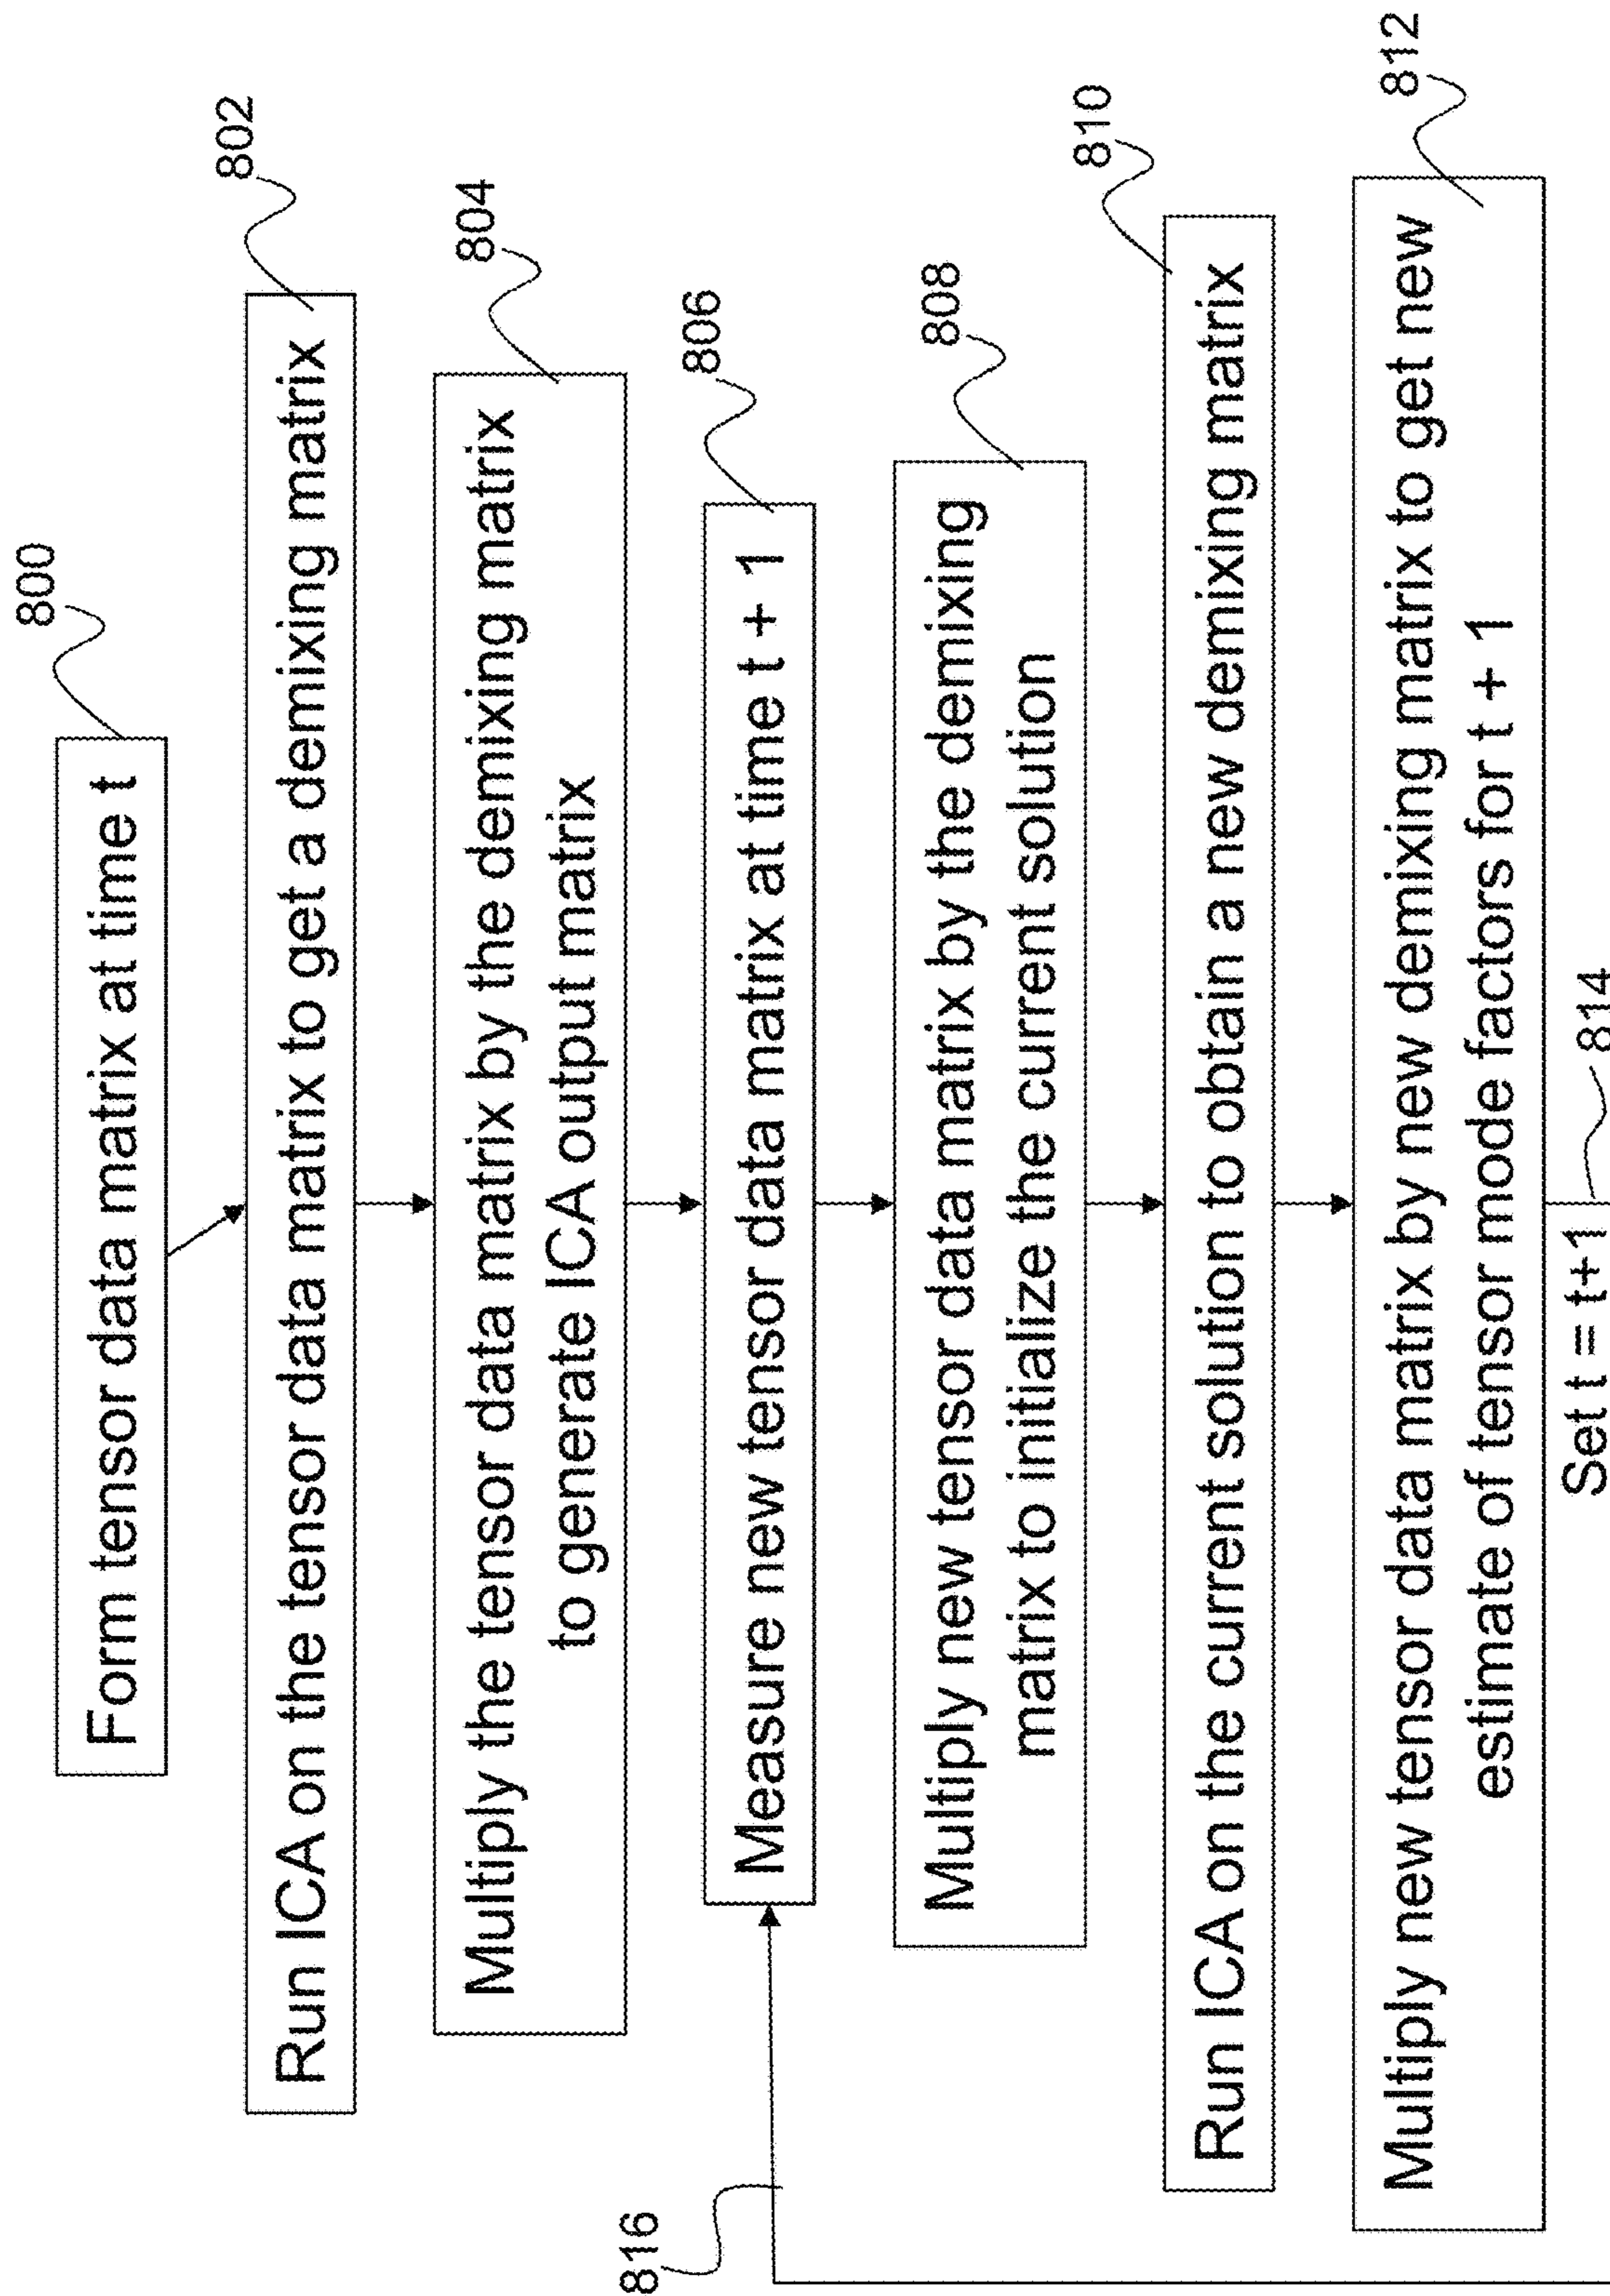 800
Form tensor data matrix at time t
802
Run ICA on the tensor data matrix to get a demixing matrix
804
Multiply the tensor data matrix by the demixing matrix
to generate ICA output matrix
806
Measure new tensor data matrix at time t + 1
816
808
Multiply new tensor data matrix by the demixing
matrix to initialize the current solution
810
Run ICA on the current solution to obtain a new demixing matrix
812
Multiply new tensor data matrix by new demixing matrix to get new
estimate of tensor mode factors for t + 1
Set t = t+1
814